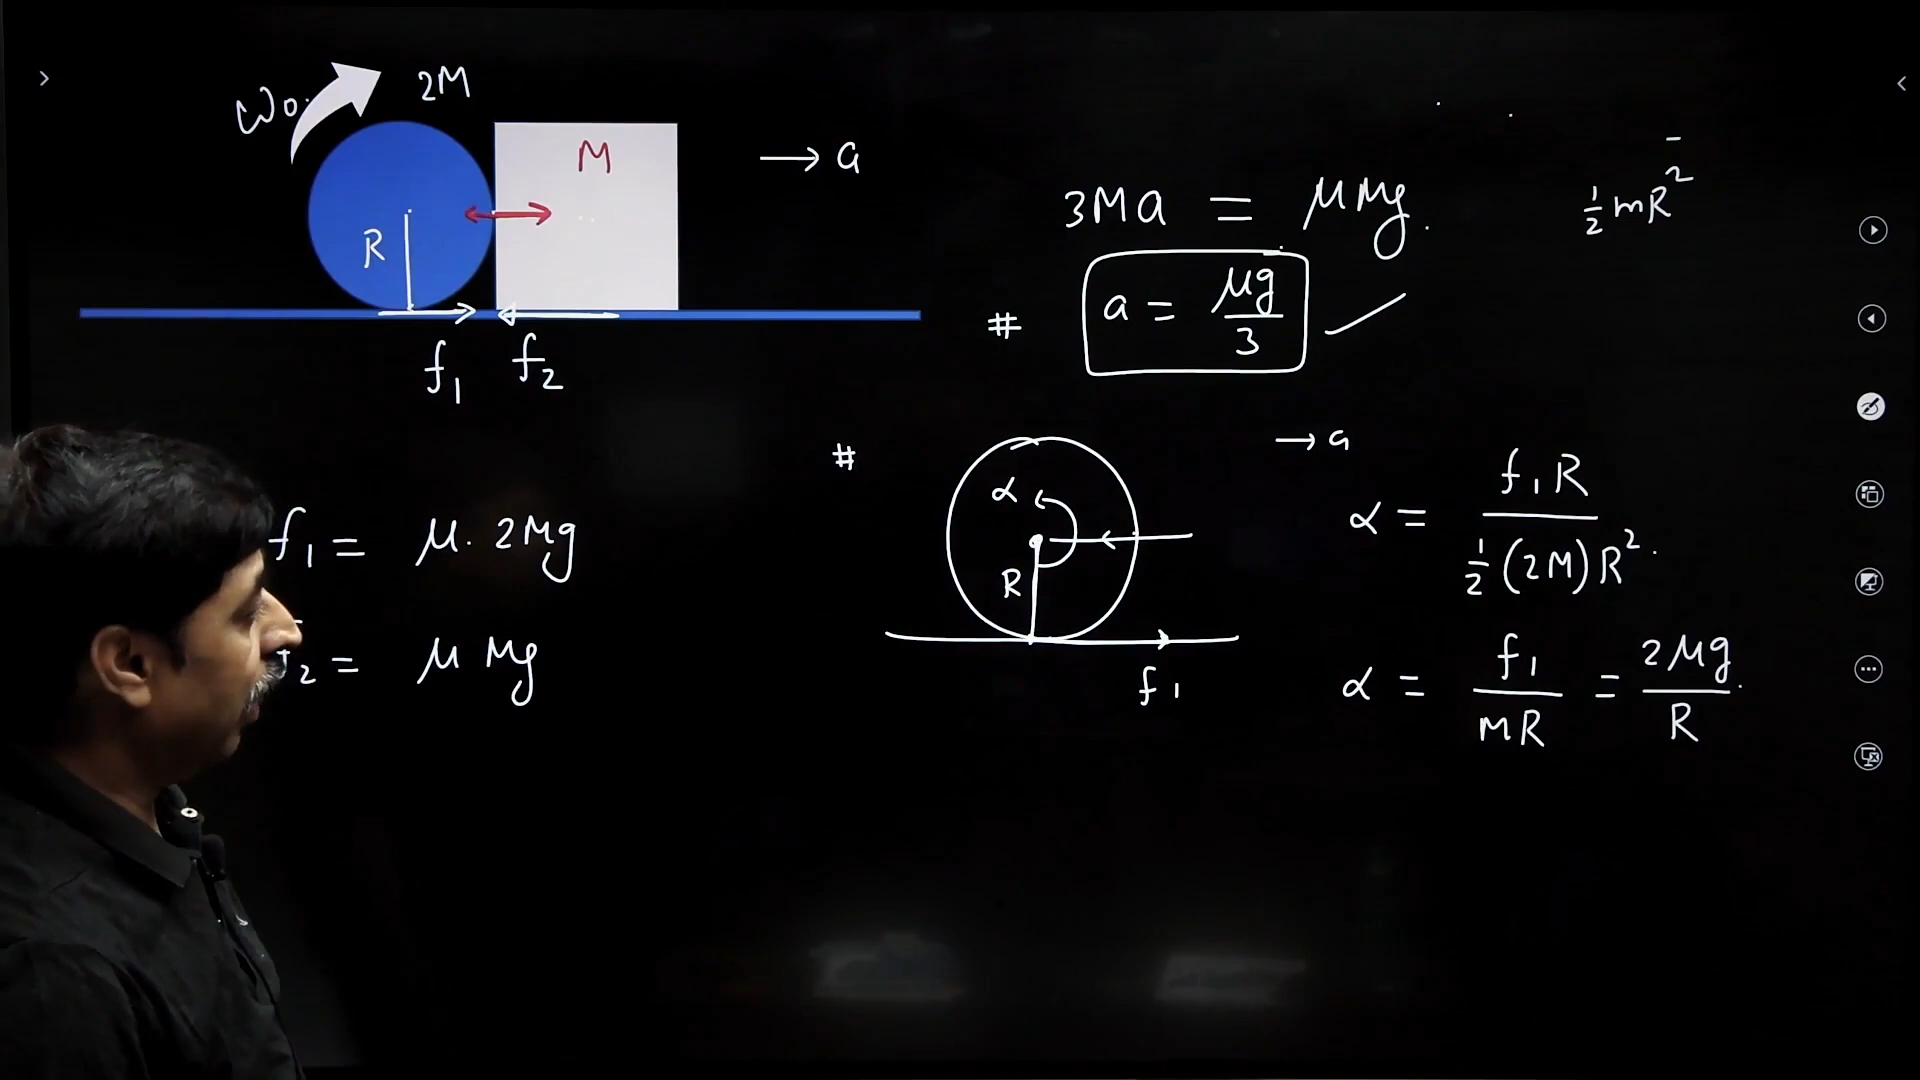 ω₀. 2M
M
R
→ a
f₁ f₂
3Ma = μMg.
½mR²
# a = μg/3
f₁ = μ. 2Mg
f₂ = μ Mg
#
α
R
f₁
→ a
α = f₁R / ½(2M)R².
α = f₁/mR = 2μg/R.